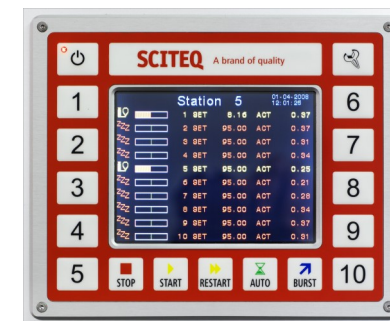 SCITEQ A brand of quality
1
2
3
4
5
6
7
8
9
10
Station 5
01-04-2008
12:01:26
1 SET 8.16 ACT 0.37
2 SET 95.00 ACT 0.37
3 SET 95.00 ACT 0.31
4 SET 95.00 ACT 0.34
5 SET 95.00 ACT 0.25
6 SET 95.00 ACT 0.21
7 SET 95.00 ACT 0.28
8 SET 95.00 ACT 0.34
9 SET 95.00 ACT 0.37
10 SET 95.00 ACT 0.31
STOP START RESTART AUTO BURST